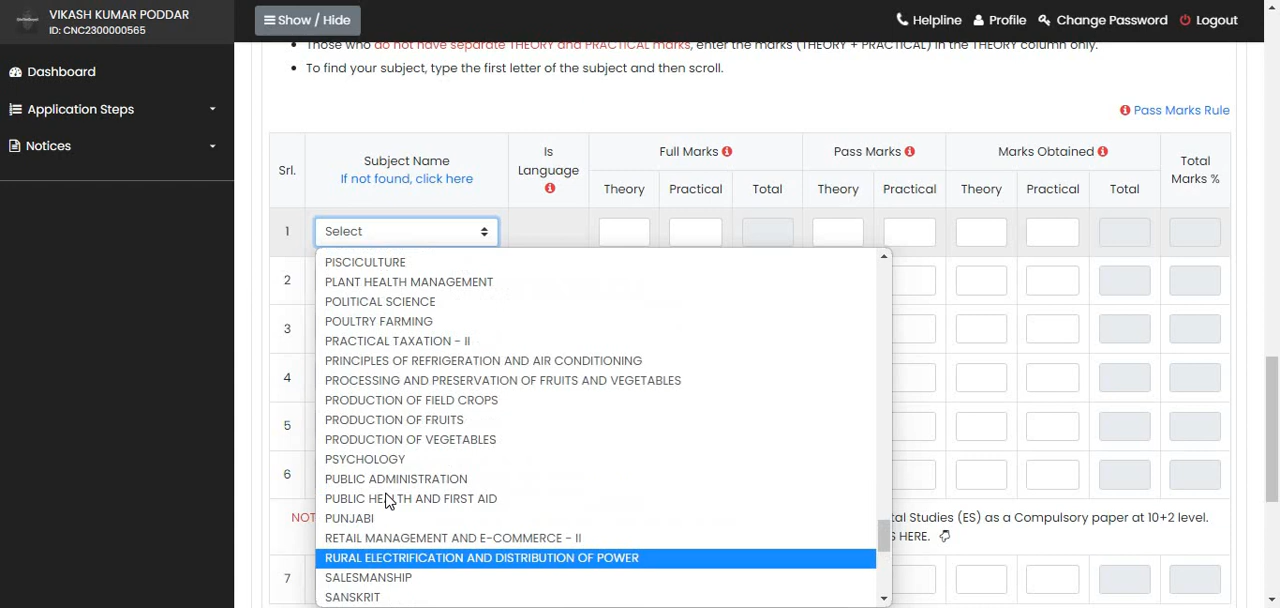 VIKASH KUMAR PODDAR
ID: CNC2300000565
Show / Hide
Helpline
Profile
Change Password
Logout
Dashboard
Application Steps
Notices
Those who do not have separate THEORY and PRACTICAL marks, enter the marks (THEORY + PRACTICAL) in the THEORY column only.
To find your subject, type the first letter of the subject and then scroll.
Pass Marks Rule
Srl.
Subject Name
If not found, click here
Is Language
Full Marks
Pass Marks
Marks Obtained
Total Marks %
Theory
Practical
Total
Theory
Practical
Theory
Practical
Total
1
Select
PISCICULTURE
2
PLANT HEALTH MANAGEMENT
POLITICAL SCIENCE
POULTRY FARMING
3
PRACTICAL TAXATION - II
PRINCIPLES OF REFRIGERATION AND AIR CONDITIONING
4
PROCESSING AND PRESERVATION OF FRUITS AND VEGETABLES
PRODUCTION OF FIELD CROPS
5
PRODUCTION OF FRUITS
PRODUCTION OF VEGETABLES
PSYCHOLOGY
6
PUBLIC ADMINISTRATION
PUBLIC HEALTH AND FIRST AID
NOT
PUNJABI
tal Studies (ES) as a Compulsory paper at 10+2 level.
RETAIL MANAGEMENT AND E-COMMERCE - II
S HERE.
RURAL ELECTRIFICATION AND DISTRIBUTION OF POWER
7
SALESMANSHIP
SANSKRIT